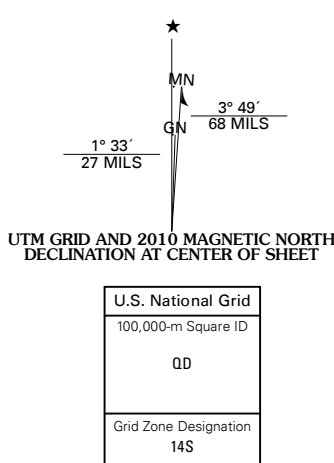 ★
MN
3° 49´
68 MILS
GN
1° 33´
27 MILS
UTM GRID AND 2010 MAGNETIC NORTH
DECLINATION AT CENTER OF SHEET
U.S. National Grid
100,000-m Square ID
QD
Grid Zone Designation
14S